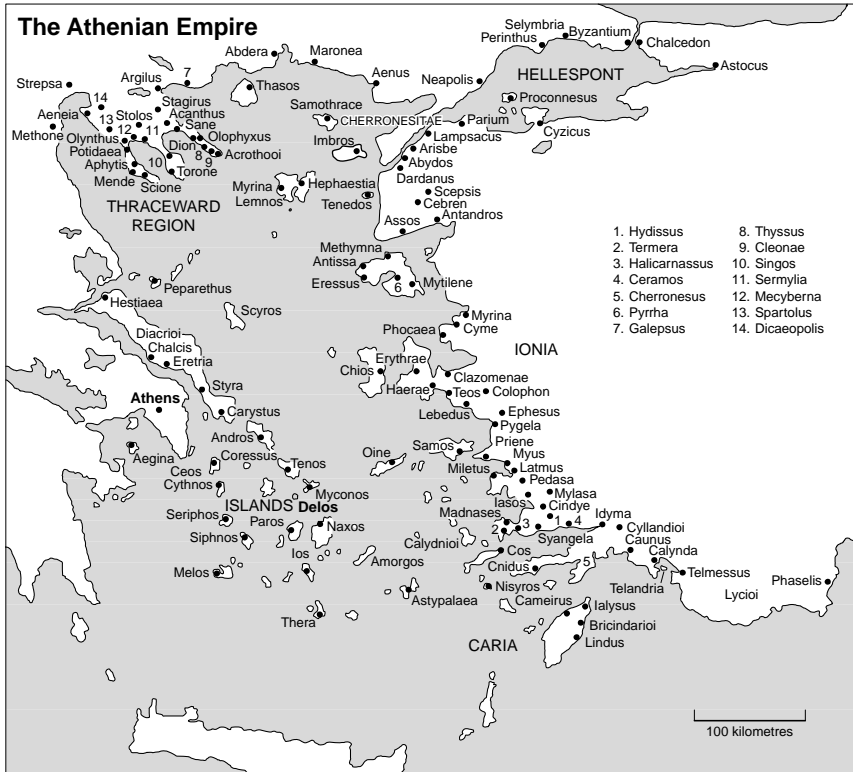 The Athenian Empire
Selymbria
Perinthus
Byzantium
Chalcedon
Abdera
Maronea
Astocus
Argilus
7
Aenus
Neapolis
HELLESPONT
Strepsa
14
Stagirus
Thasos
Proconnesus
Aeneia
Stolos
Acanthus
Samothrace
CHERRONESITAE
Parium
Methone
13
Sane
Lampsacus
Cyzicus
Olynthus
12
11
Olophyxus
Imbros
Arisbe
Potidaea
Dion
8
9
Acrothooi
Abydos
Aphytis
10
Torone
Dardanus
Mende
Scione
Myrina
Hephaestia
Lemnos
Tenedos
Scepsis
Cebren
THRACEWARD
REGION
Assos
Antandros
Methymna
Antissa
Eressus
6
Mytilene
1. Hydissus
2. Termera
3. Halicarnassus
4. Ceramos
5. Cherronesus
6. Pyrrha
7. Galepsus
8. Thyssus
9. Cleonae
10. Singos
11. Sermylia
12. Mecyberna
13. Spartolus
14. Dicaeopolis
Peparethus
Hestiaea
Scyros
Myrina
Cyme
Phocaea
Diacrioi
Chalcis
Eretria
IONIA
Erythrae
Chios
Clazomenae
Haerae
Teos
Colophon
Styra
Athens
Lebedus
Ephesus
Carystus
Pygela
Andros
Aegina
Samos
Priene
Coressus
Oine
Myus
Ceos
Tenos
Miletus
Latmus
Cythnos
Pedasa
Myconos
Iasos
Mylasa
ISLANDS
Delos
Cindye
Seriphos
Paros
Naxos
Madnases
2
3
1
4
Idyma
Siphnos
Calydnioi
Syangela
Cyllandioi
Caunus
Ios
Cos
Calynda
Amorgos
5
Melos
Cnidus
Telmessus
Phaselis
Astypalaea
Nisyros
Telandria
Lycioi
Cameirus
Ialysus
Thera
Bricindarioi
CARIA
Lindus
100 kilometres